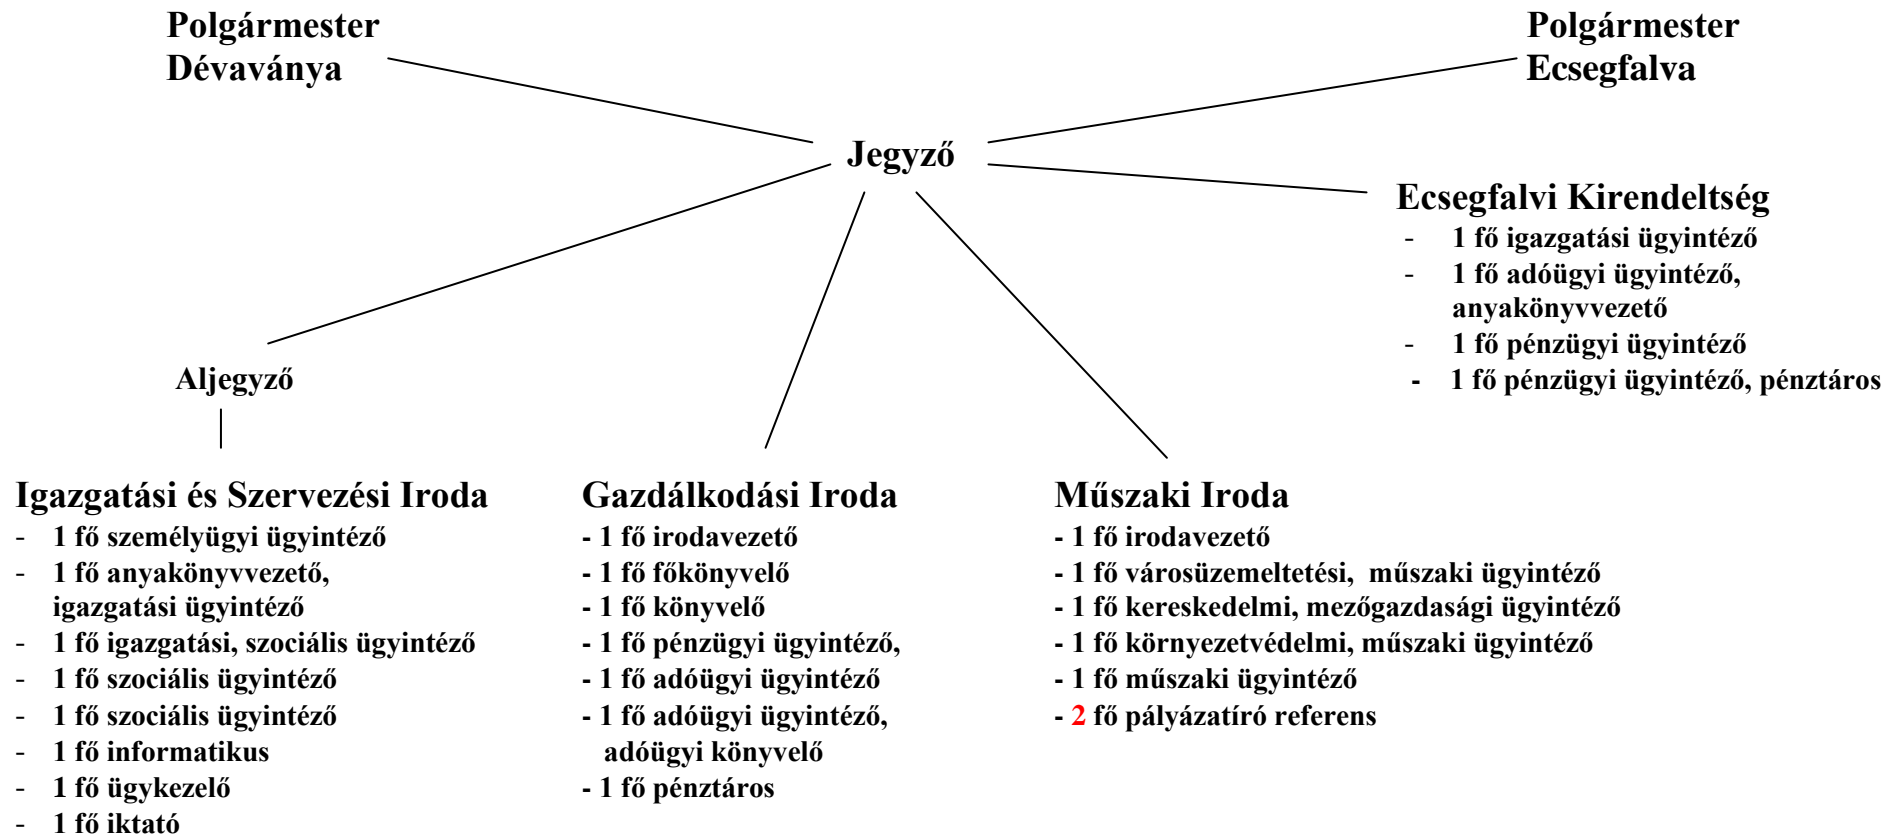 Polgármester
Dévaványa
Polgármester
Ecsegfalva
Jegyző
Ecsegfalvi Kirendeltség
- 1 fő igazgatási ügyintéző
- 1 fő adóügyi ügyintéző,
anyakönyvvezető
- 1 fő pénzügyi ügyintéző
- 1 fő pénzügyi ügyintéző, pénztáros
Aljegyző
Igazgatási és Szervezési Iroda
- 1 fő személyügyi ügyintéző
- 1 fő anyakönyvvezető,
igazgatási ügyintéző
- 1 fő igazgatási, szociális ügyintéző
- 1 fő szociális ügyintéző
- 1 fő szociális ügyintéző
- 1 fő informatikus
- 1 fő ügykezelő
- 1 fő iktató
Gazdálkodási Iroda
- 1 fő irodavezető
- 1 fő főkönyvelő
- 1 fő könyvelő
- 1 fő pénzügyi ügyintéző,
- 1 fő adóügyi ügyintéző
- 1 fő adóügyi ügyintéző,
adóügyi könyvelő
- 1 fő pénztáros
Műszaki Iroda
- 1 fő irodavezető
- 1 fő városüzemeltetési, műszaki ügyintéző
- 1 fő kereskedelmi, mezőgazdasági ügyintéző
- 1 fő környezetvédelmi, műszaki ügyintéző
- 1 fő műszaki ügyintéző
- 2 fő pályázatíró referens